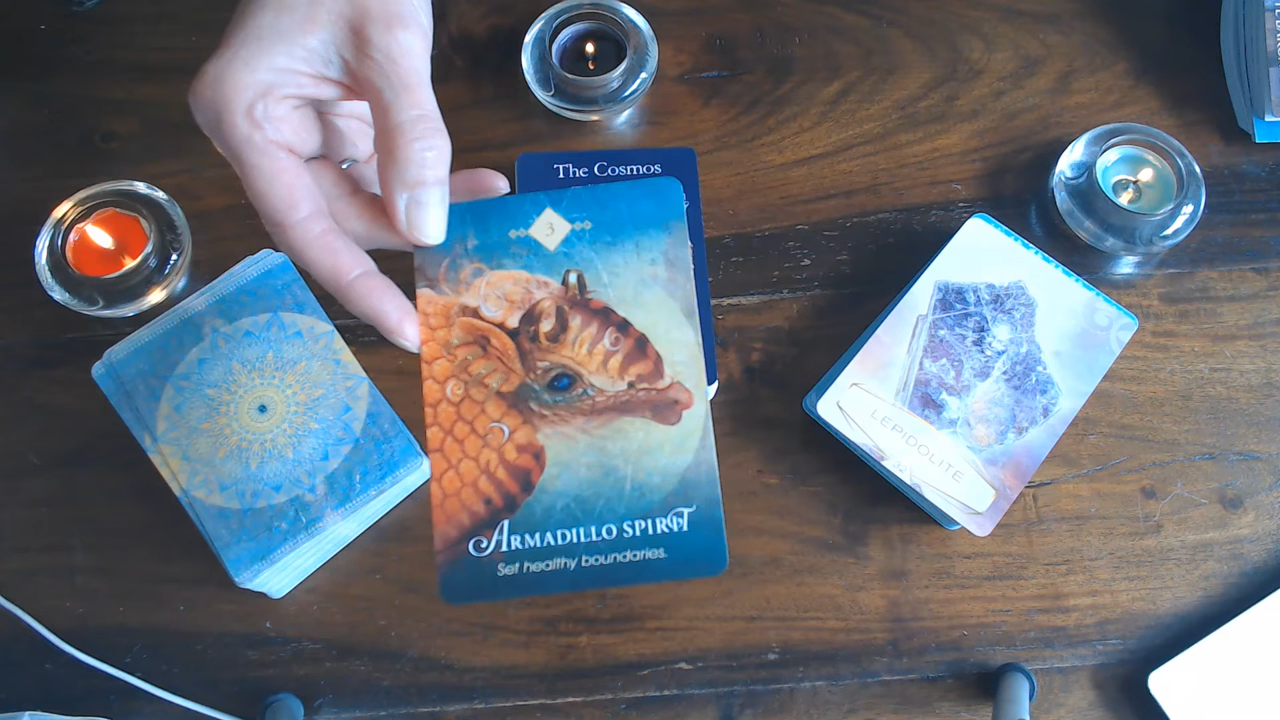 The Cosmos
3
ARMADILLO SPIRIT
Set healthy boundaries.
LEPIDOLITE